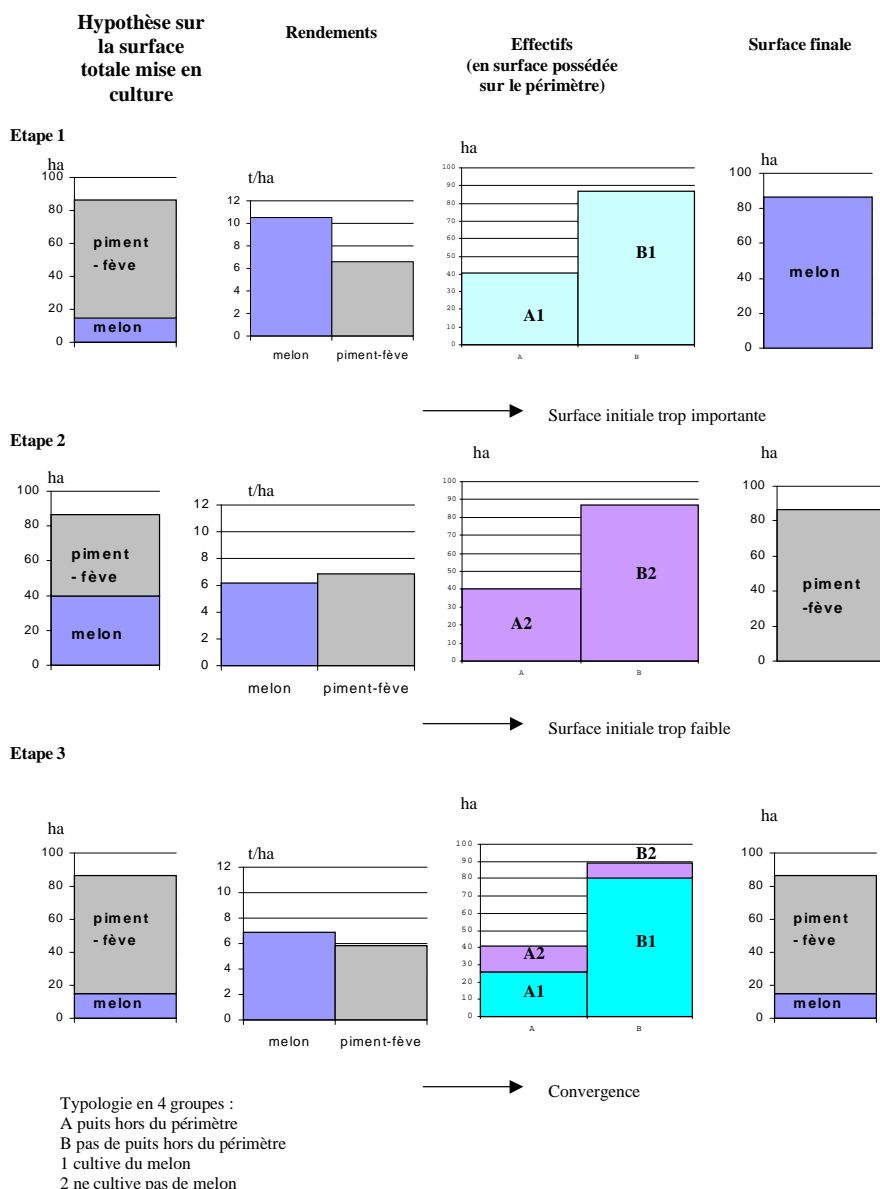 Hypothèse sur
la surface
totale mise en
culture
Rendements
Effectifs
(en surface possédée
sur le périmètre)
Surface finale
Etape 1
ha
100
80
60
40
20
0
piment
- fève
melon
t/ha
12
10
8
6
4
2
0
melon piment-fève
ha
100
90
80
70
60
50
40
30
20
10
0
A1
B1
A B
ha
100
80
60
40
20
0
melon
Surface initiale trop importante
Etape 2
ha
100
80
60
40
20
0
piment
- fève
melon
t/ha
12
10
8
6
4
2
0
melon piment-fève
ha
100
90
80
70
60
50
40
30
20
10
0
A2
B2
A B
ha
100
80
60
40
20
0
piment
-fève
Surface initiale trop faible
Etape 3
ha
100
80
60
40
20
0
piment
- fève
melon
t/ha
12
10
8
6
4
2
0
melon piment-fève
ha
100
90
80
70
60
50
40
30
20
10
0
B2
A2
B1
A1
A B
ha
100
80
60
40
20
0
piment
- fève
melon
Convergence
Typologie en 4 groupes :
A puits hors du périmètre
B pas de puits hors du périmètre
1 cultive du melon
2 ne cultive pas de melon